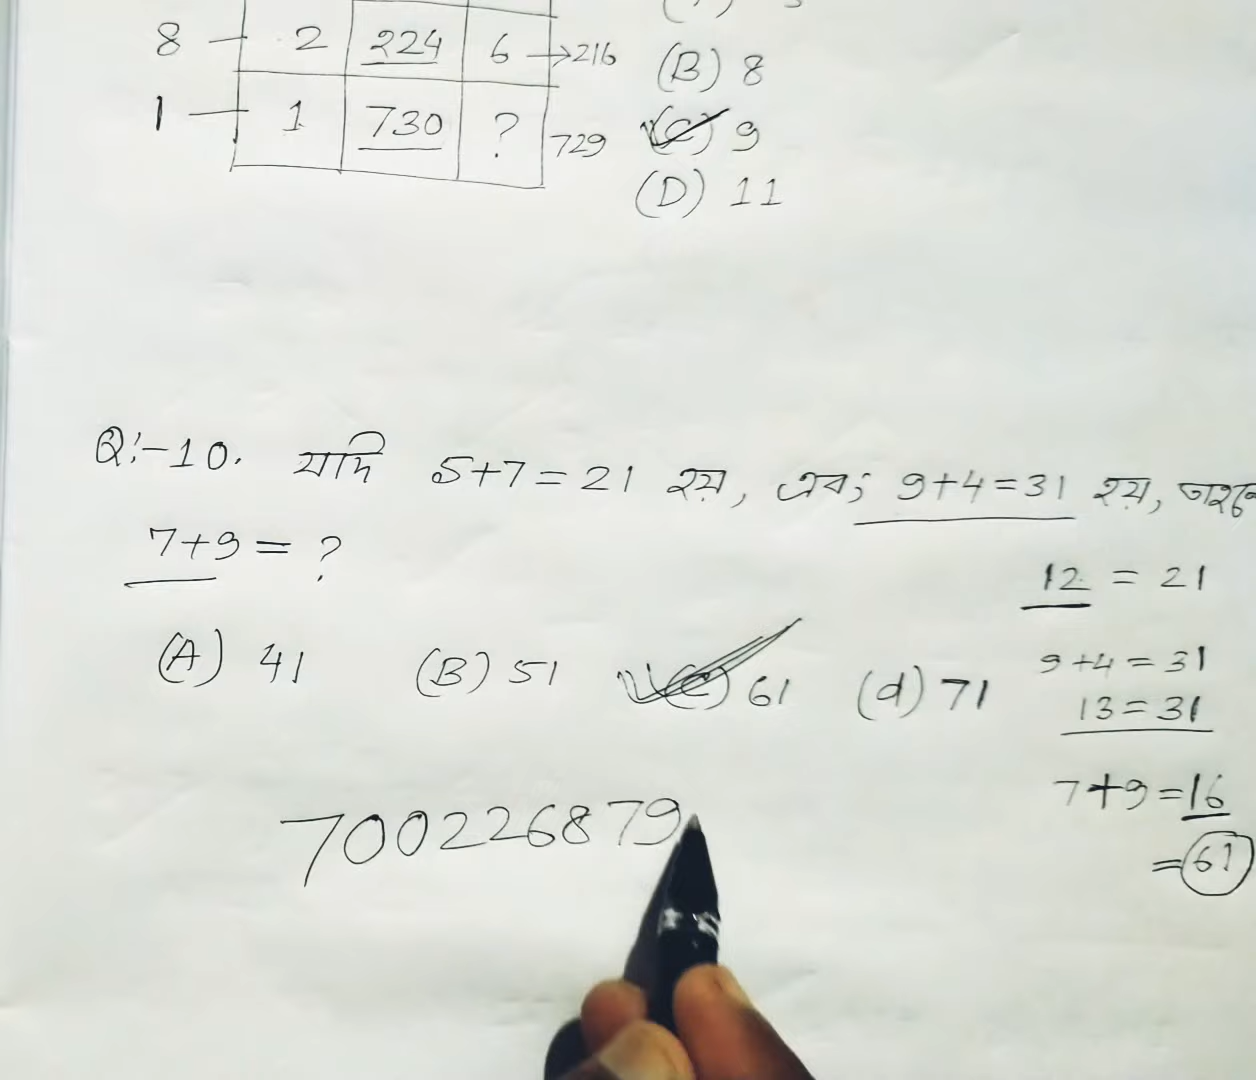 8 — 2 224 6 → 216
(B) 8
1 — 1 730 ? 729
(C) 9
(D) 11
Q:-10. যদি 5+7=21 হয়, এবং 9+4=31 হয়, তাহলে
7+9 = ?
12 = 21
(A) 41 (B) 51 (C) 61 (d) 71
9+4=31
13=31
7+9=16
=61
700226879